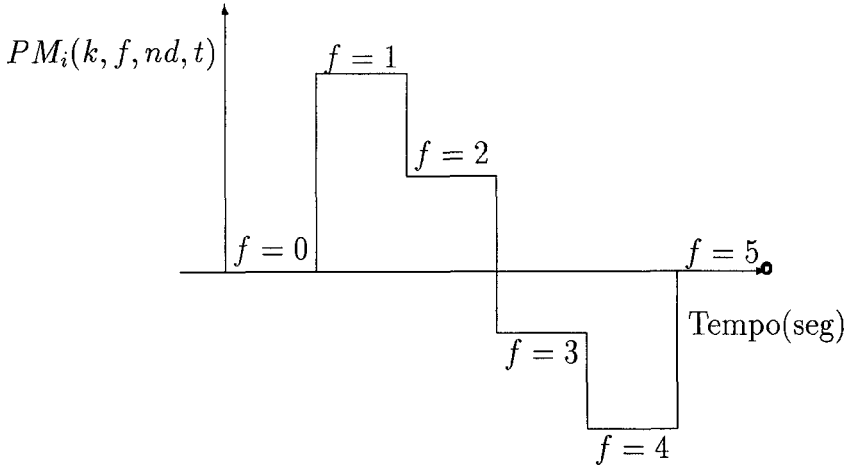 PM_i(k, f, nd, t)
f = 1
f = 2
f = 0
f = 5
Tempo(seg)
f = 3
f = 4